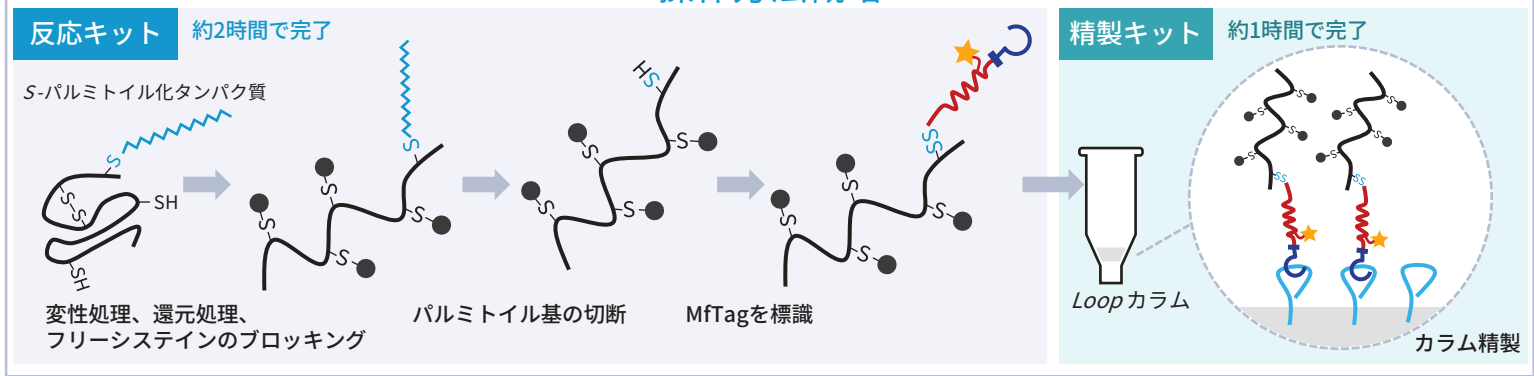 反応キット
約2時間で完了
S-パルミトイル化タンパク質
S
S
S
SH
SH
S
S
S
S
S
S
S
S
S
HS
S
S
S
S
S
SS
変性処理、還元処理、
フリーシステインのブロッキング
パルミトイル基の切断
MfTagを標識
精製キット
約1時間で完了
S
S
S
S
SS
S
S
S
S
SS
Loop カラム
カラム精製